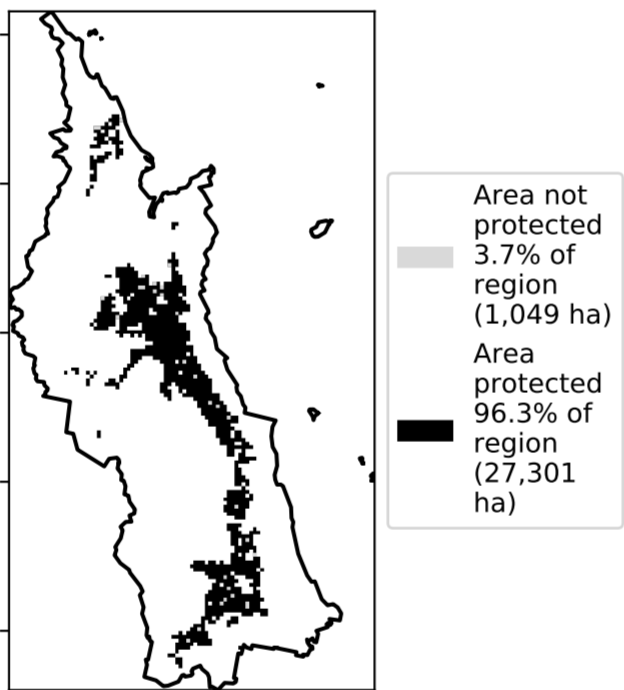 Area not
protected
3.7% of
region
(1,049 ha)
Area
protected
96.3% of
region
(27,301
ha)